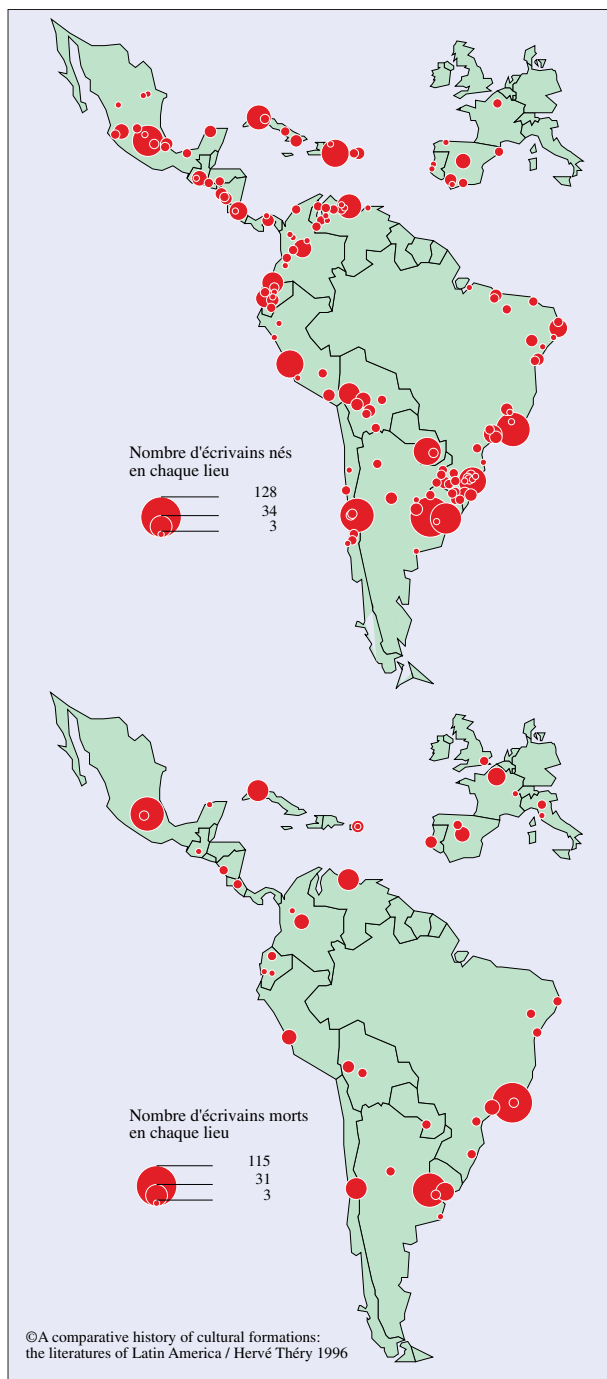 Nombre d'écrivains nés
en chaque lieu
128
34
3
Nombre d'écrivains morts
en chaque lieu
115
31
3
©A comparative history of cultural formations:
the literatures of Latin America / Hervé Théry 1996